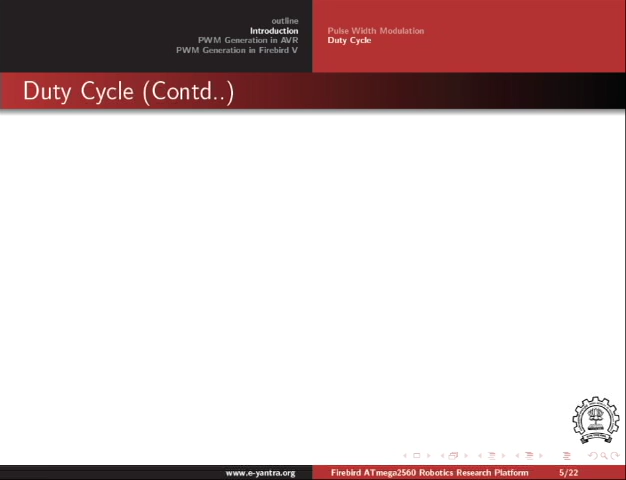 outline
Introduction
PWM Generation in AVR
PWM Generation in Firebird V
Pulse Width Modulation
Duty Cycle
Duty Cycle (Contd..)
www.e-yantra.org
Firebird ATmega2560 Robotics Research Platform
5/22